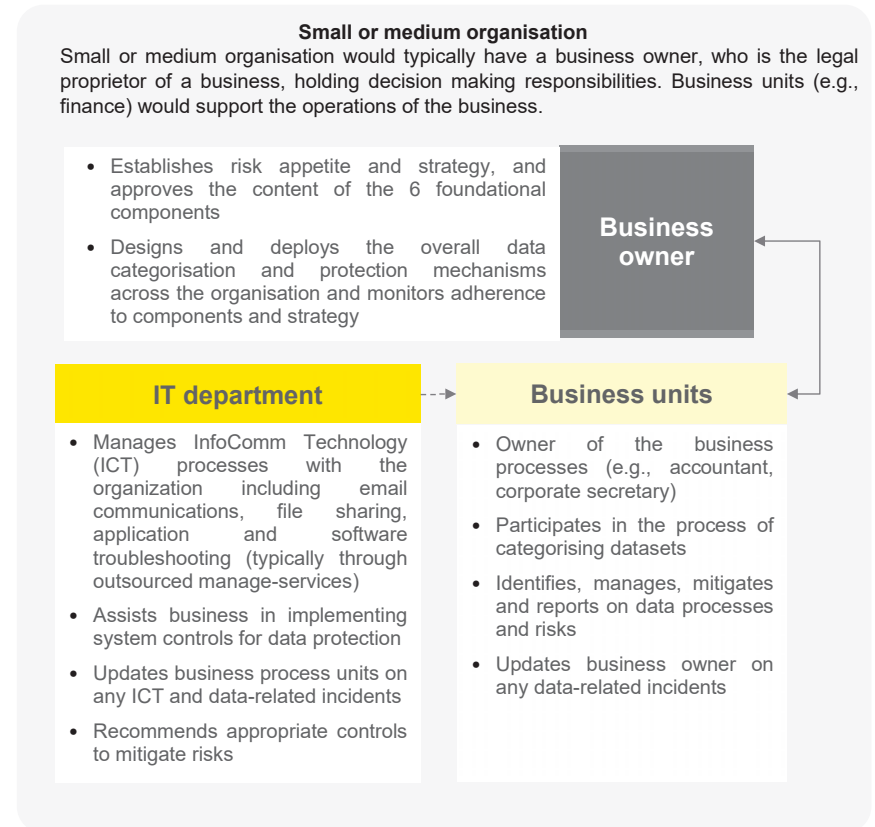 Small or medium organisation
Small or medium organisation would typically have a business owner, who is the legal
proprietor of a business, holding decision making responsibilities. Business units (e.g.,
finance) would support the operations of the business.
• Establishes risk appetite and strategy, and
approves the content of the 6 foundational
components
• Designs and deploys the overall data
categorisation and protection mechanisms
across the organisation and monitors adherence
to components and strategy
Business
owner
IT department
• Manages InfoComm Technology
(ICT) processes with the
organization including email
communications, file sharing,
application and software
troubleshooting (typically through
outsourced manage-services)
• Assists business in implementing
system controls for data protection
• Updates business process units on
any ICT and data-related incidents
• Recommends appropriate controls
to mitigate risks
Business units
• Owner of the business
processes (e.g., accountant,
corporate secretary)
• Participates in the process of
categorising datasets
• Identifies, manages, mitigates
and reports on data processes
and risks
• Updates business owner on
any data-related incidents